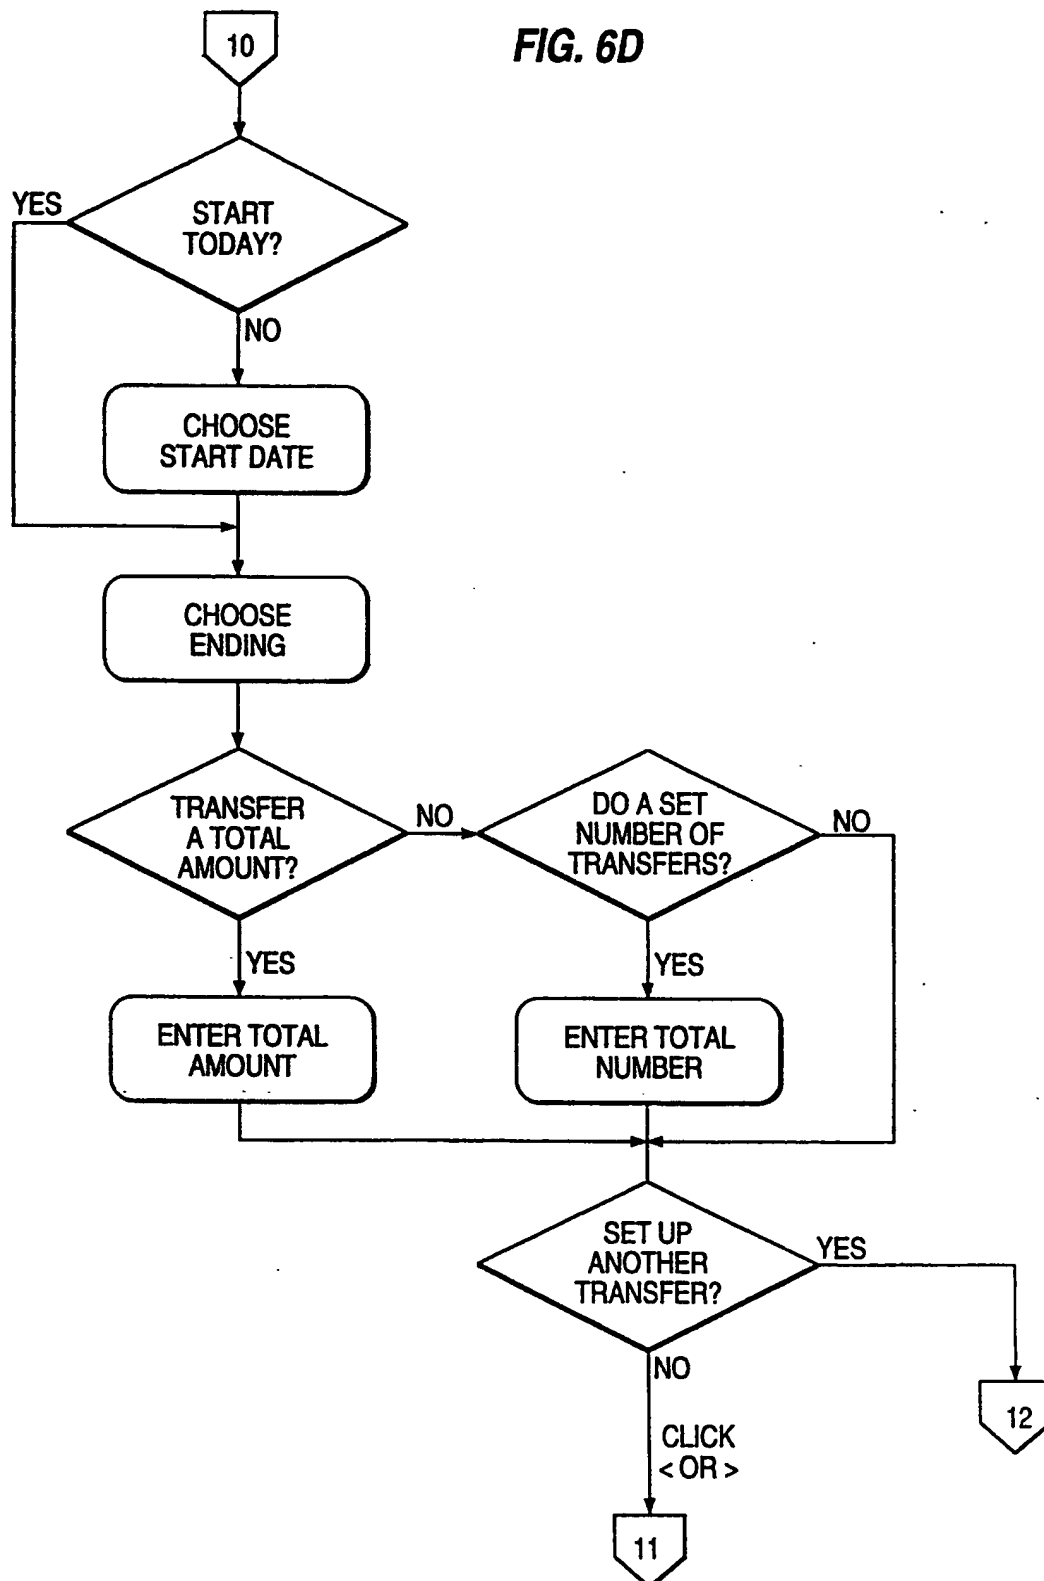 10
FIG. 6D
YES
START
TODAY?
NO
CHOOSE
START DATE
CHOOSE
ENDING
TRANSFER
A TOTAL
AMOUNT?
NO
DO A SET
NUMBER OF
TRANSFERS?
NO
YES
YES
ENTER TOTAL
AMOUNT
ENTER TOTAL
NUMBER
SET UP
ANOTHER
TRANSFER?
YES
NO
12
CLICK
< OR >
11